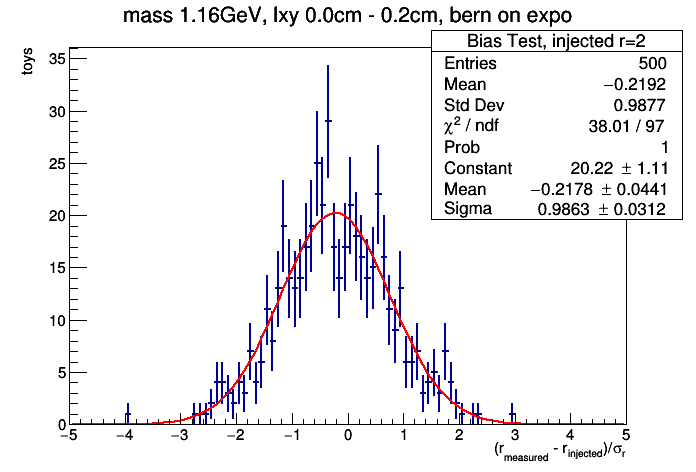 mass 1.16GeV, lxy 0.0cm - 0.2cm, bern on expo
Bias Test, injected r=2
Entries 500
Mean −0.2192
Std Dev 0.9877
χ² / ndf 38.01 / 97
Prob 1
Constant 20.22 ± 1.11
Mean −0.2178 ± 0.0441
Sigma 0.9863 ± 0.0312
toys
35
30
25
20
15
10
5
0
−5 −4 −3 −2 −1 0 1 2 3 4 5
(r_measured - r_injected)/σ_r